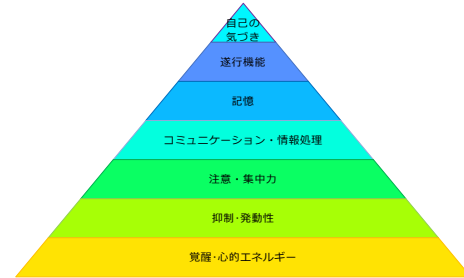 自己の
気づき
遂行機能
記憶
コミュニケーション・情報処理
注意・集中力
抑制･発動性
覚醒･心的エネルギー